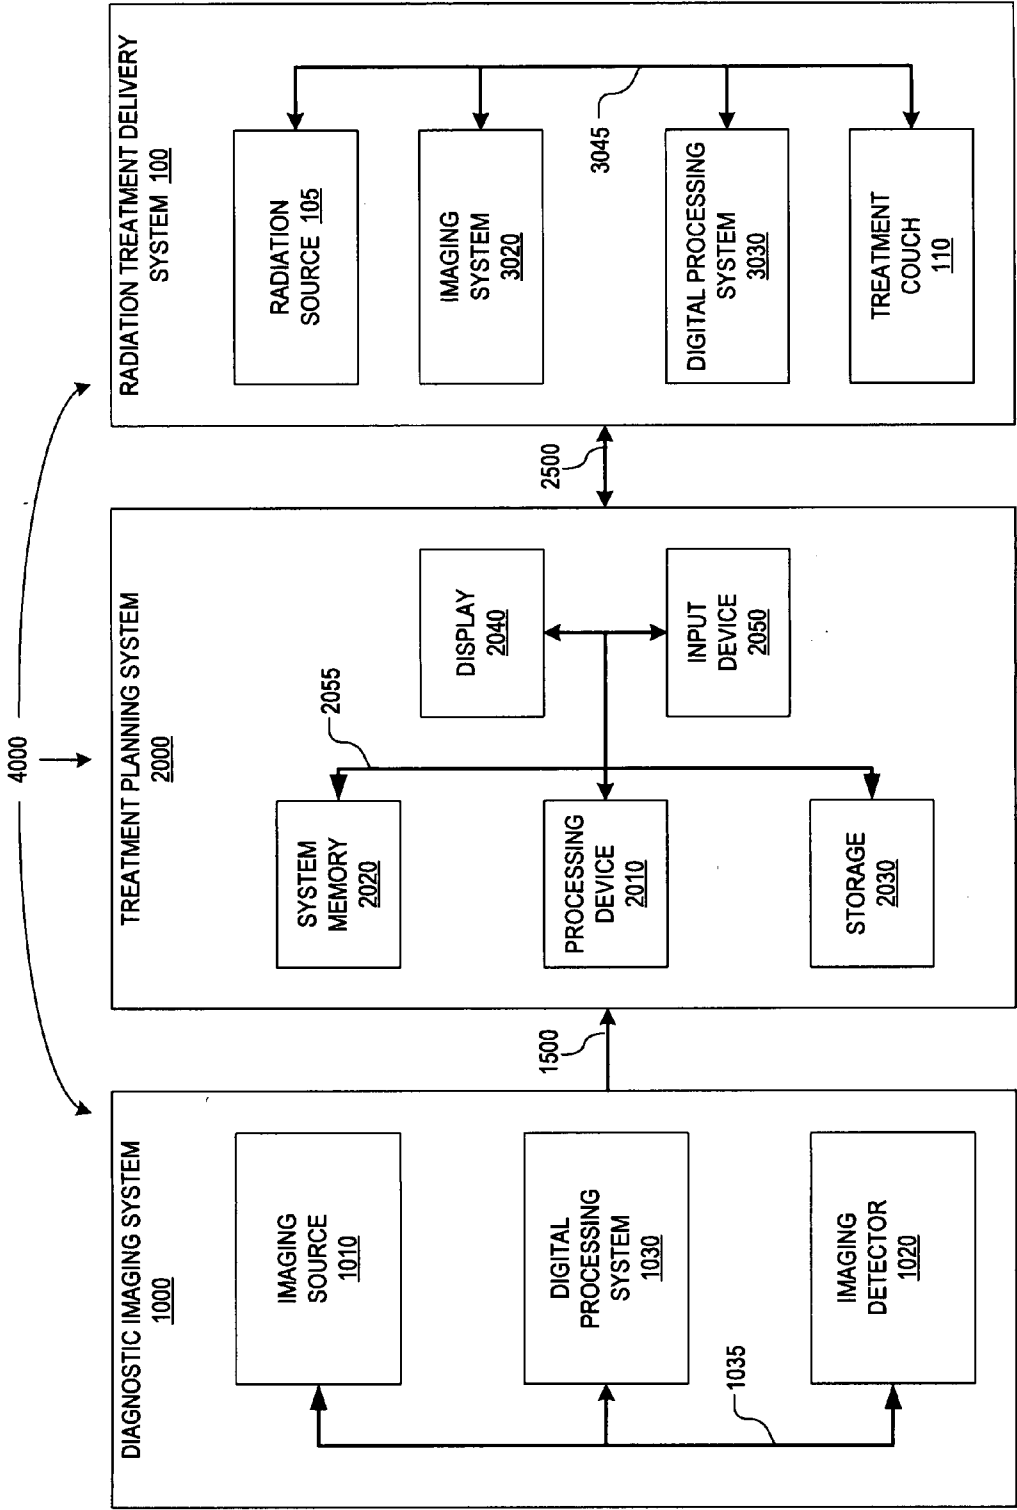 4000
DIAGNOSTIC IMAGING SYSTEM
1000
IMAGING
SOURCE
1010
DIGITAL
PROCESSING
SYSTEM
1030
IMAGING
DETECTOR
1020
1035
1500
TREATMENT PLANNING SYSTEM
2000
SYSTEM
MEMORY
2020
PROCESSING
DEVICE
2010
STORAGE
2030
2055
DISPLAY
2040
INPUT
DEVICE
2050
2500
RADIATION TREATMENT DELIVERY
SYSTEM 100
RADIATION
SOURCE 105
IMAGING
SYSTEM
3020
DIGITAL PROCESSING
SYSTEM
3030
TREATMENT
COUCH
110
3045